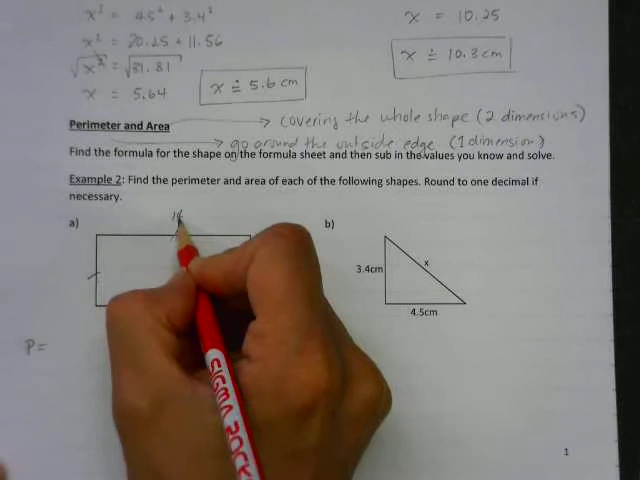 x² = 4.5² + 3.4²
x² = 20.25 + 11.56
√x² = √31.81
x = 5.64
x ≐ 5.6 cm
x = 10.25
x ≐ 10.3 cm
Perimeter and Area → covering the whole shape (2 dimensions)
→ go around the outside edge (1 dimension)
Find the formula for the shape on the formula sheet and then sub in the values you know and solve.
Example 2: Find the perimeter and area of each of the following shapes. Round to one decimal if
necessary.
a)
b)
3.4cm
x
4.5cm
P=
SIGMA ROCK
1